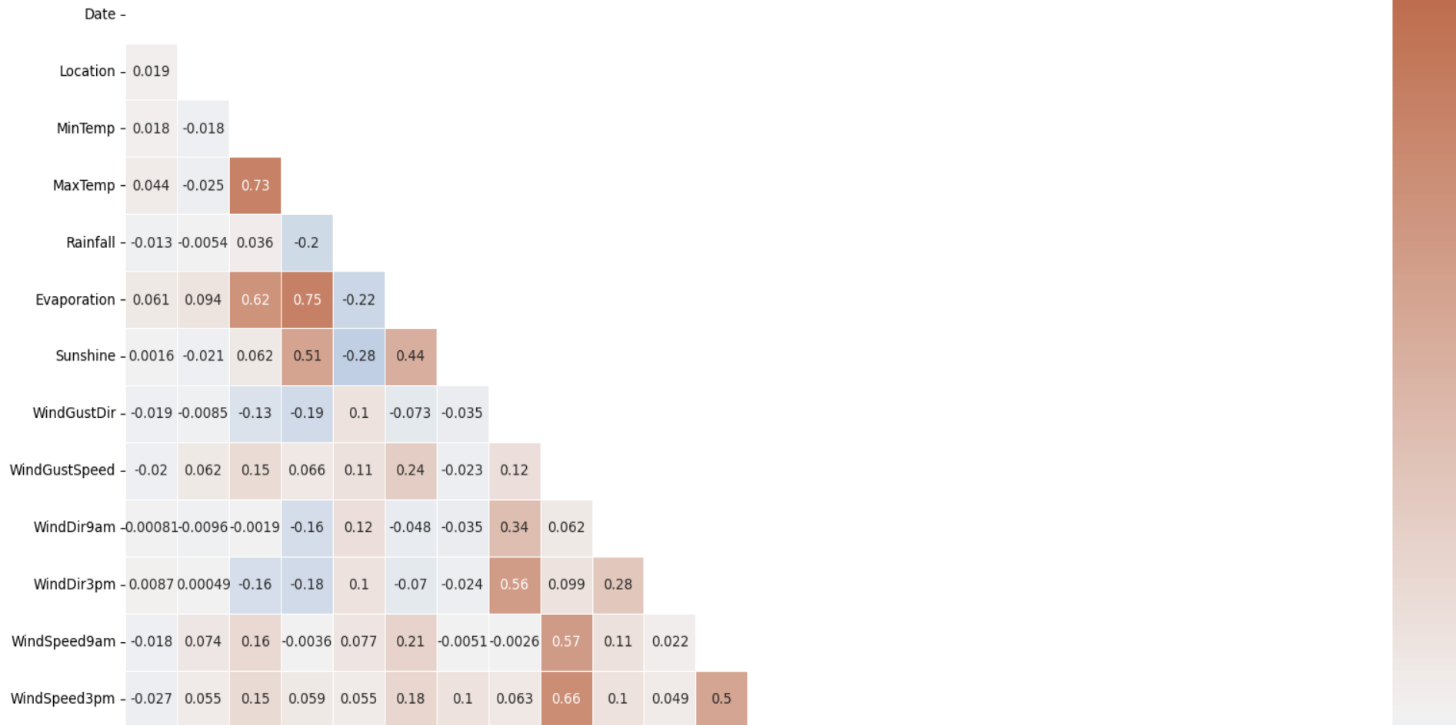 Date
Location 0.019
MinTemp 0.018 -0.018
MaxTemp 0.044 -0.025 0.73
Rainfall -0.013 -0.0054 0.036 -0.2
Evaporation 0.061 0.094 0.62 0.75 -0.22
Sunshine 0.0016 -0.021 0.062 0.51 -0.28 0.44
WindGustDir -0.019 -0.0085 -0.13 -0.19 0.1 -0.073 -0.035
WindGustSpeed -0.02 0.062 0.15 0.066 0.11 0.24 -0.023 0.12
WindDir9am 0.00081 -0.0096 -0.0019 -0.16 0.12 -0.048 -0.035 0.34 0.062
WindDir3pm 0.0087 0.00049 -0.16 -0.18 0.1 -0.07 -0.024 0.56 0.099 0.28
WindSpeed9am -0.018 0.074 0.16 -0.0036 0.077 0.21 -0.0051 -0.0026 0.57 0.11 0.022
WindSpeed3pm -0.027 0.055 0.15 0.059 0.055 0.18 0.1 0.063 0.66 0.1 0.049 0.5